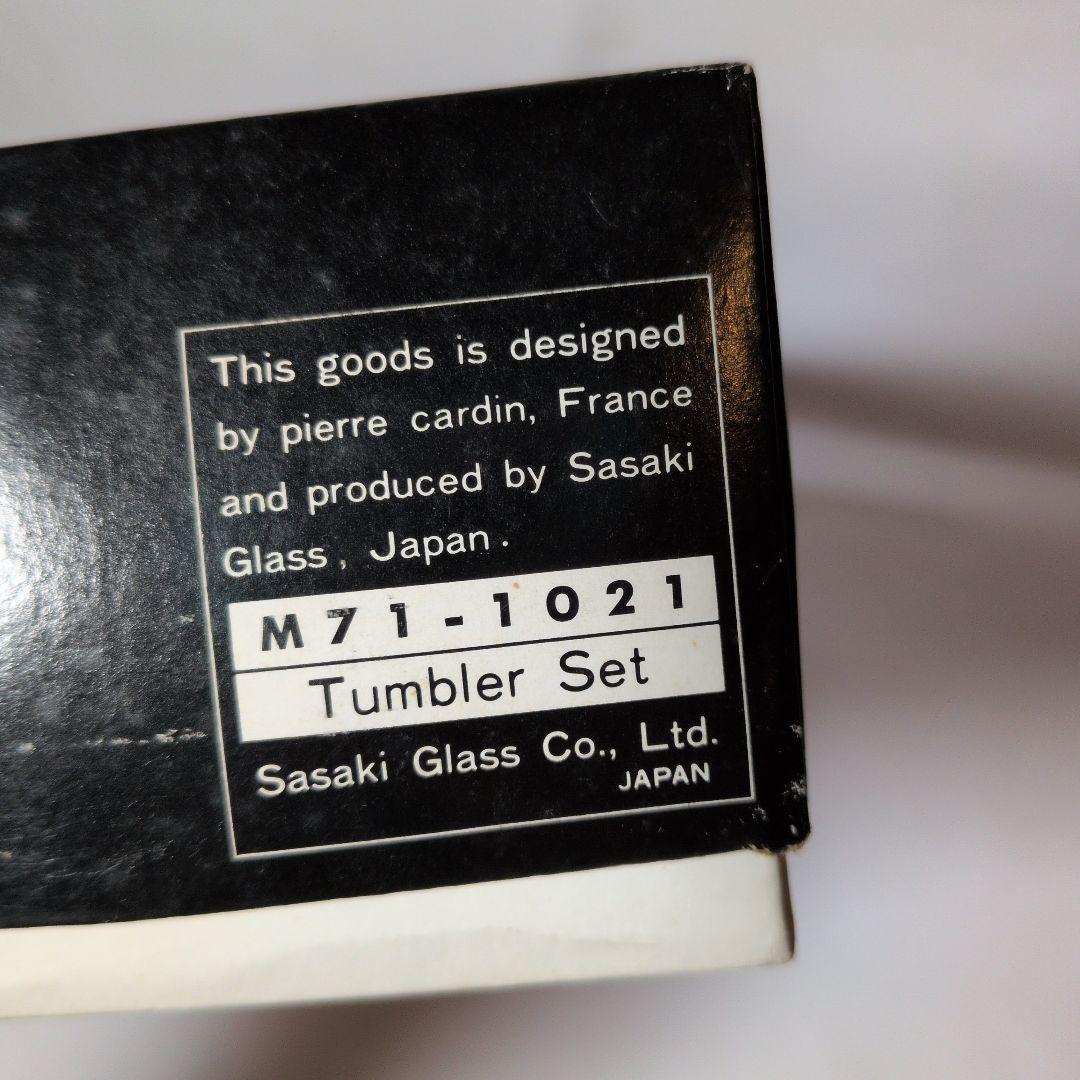 This goods is designed
by pierre cardin, France
and produced by Sasaki
Glass, Japan.
M71-1021
Tumbler Set
Sasaki Glass Co., Ltd.
JAPAN